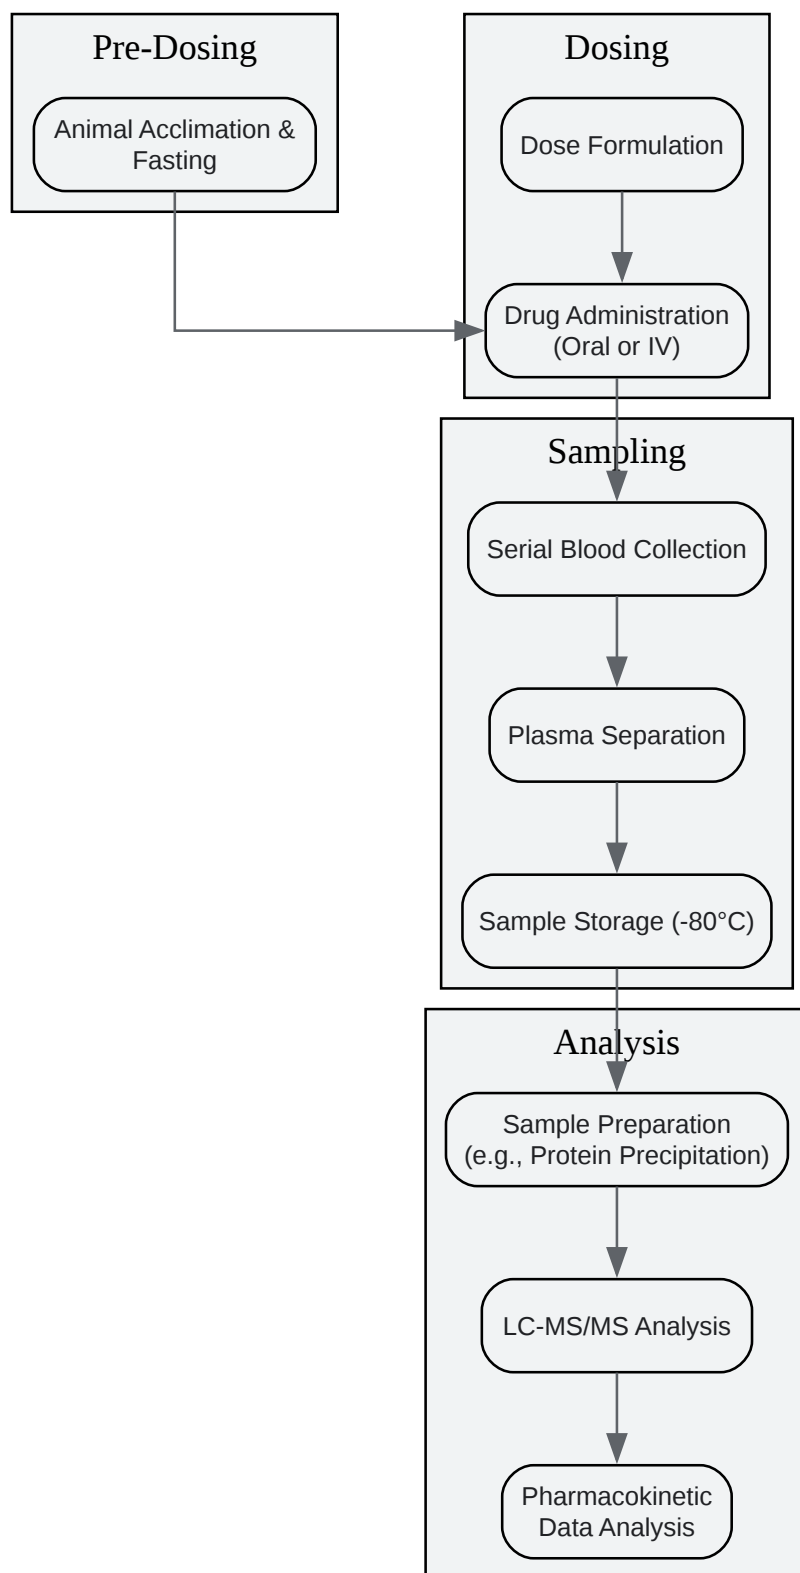 Pre-Dosing
Animal Acclimation &
Fasting
Dosing
Dose Formulation
Drug Administration
(Oral or IV)
Sampling
Serial Blood Collection
Plasma Separation
Sample Storage (-80°C)
Analysis
Sample Preparation
(e.g., Protein Precipitation)
LC-MS/MS Analysis
Pharmacokinetic
Data Analysis